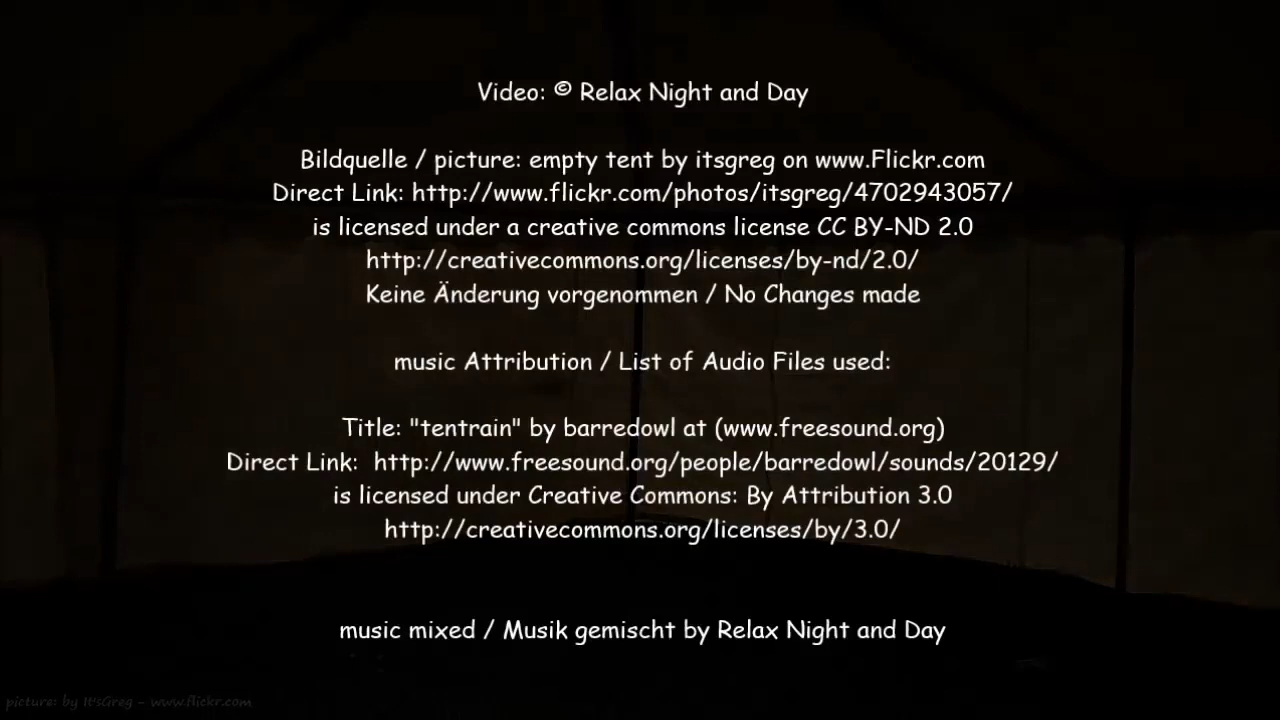 Video: © Relax Night and Day
Bildquelle / picture: empty tent by itsgreg on www.Flickr.com
Direct Link: http://www.flickr.com/photos/itsgreg/4702943057/
is licensed under a creative commons license CC BY-ND 2.0
http://creativecommons.org/licenses/by-nd/2.0/
Keine Änderung vorgenommen / No Changes made
music Attribution / List of Audio Files used:
Title: "tentrain" by barredowl at (www.freesound.org)
Direct Link:  http://www.freesound.org/people/barredowl/sounds/20129/
is licensed under Creative Commons: By Attribution 3.0
http://creativecommons.org/licenses/by/3.0/
music mixed / Musik gemischt by Relax Night and Day
picture: by It'sGreg - www.flickr.com